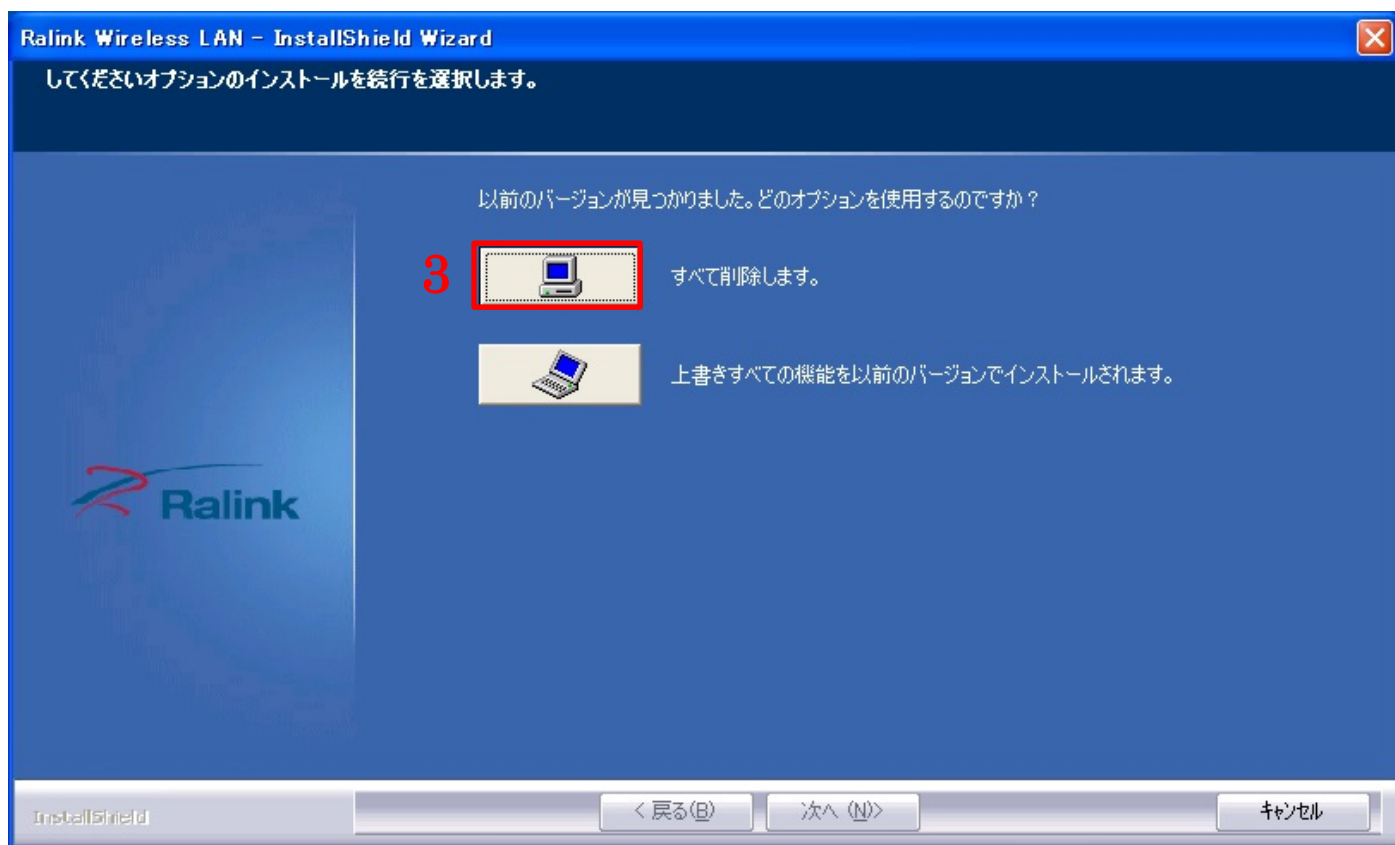 Ralink Wireless LAN - InstallShield Wizard
してくださいオプションのインストールを続行を選択します。
以前のバージョンが見つかりました。どのオプションを使用するのですか？
3
すべて削除します。
上書きすべての機能を以前のバージョンでインストールされます。
Ralink
InstallShield
< 戻る(B)
次へ (N)>
キャンセル